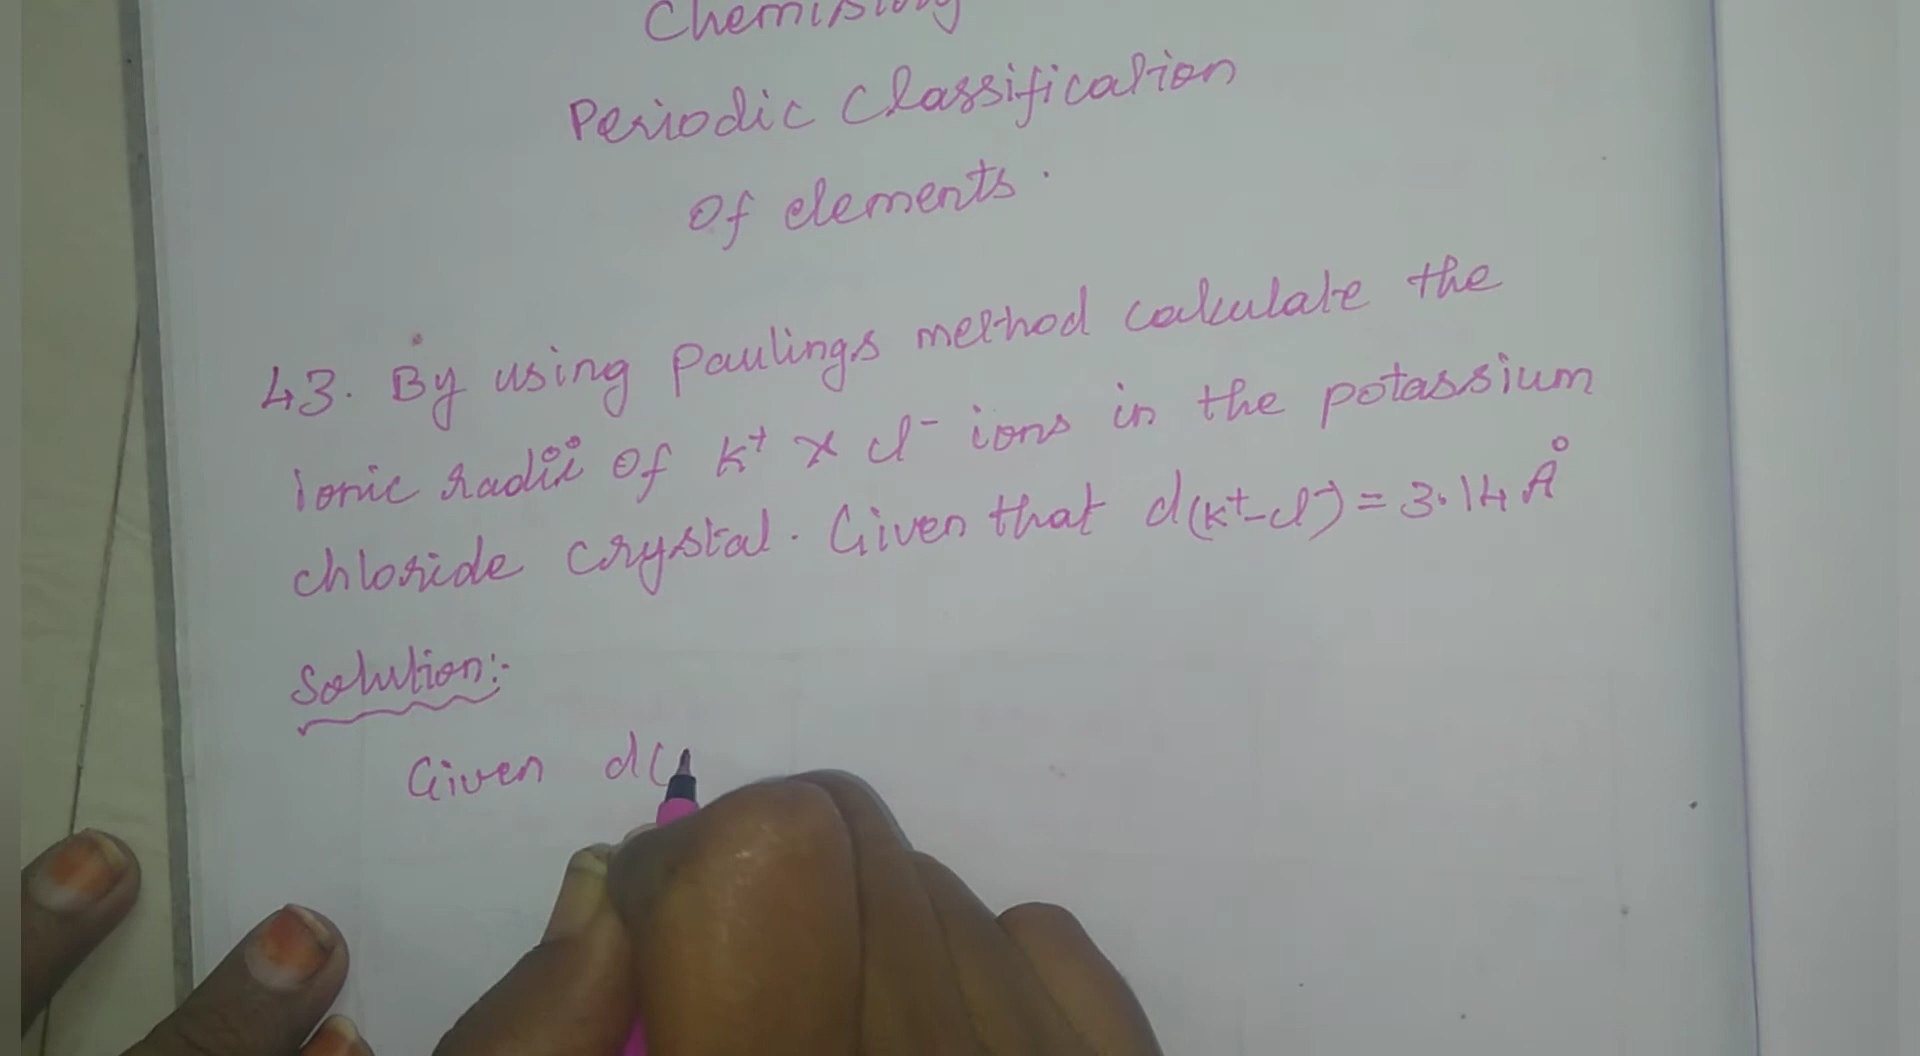 Chemistry
Periodic Classification
Of elements.
43. By using Paulings method calculate the
ionic radii of K⁺ & Cl⁻ ions in the potassium
chloride crystal. Given that d(K⁺-Cl⁻) = 3.14 Å
Solution:-
Given d(